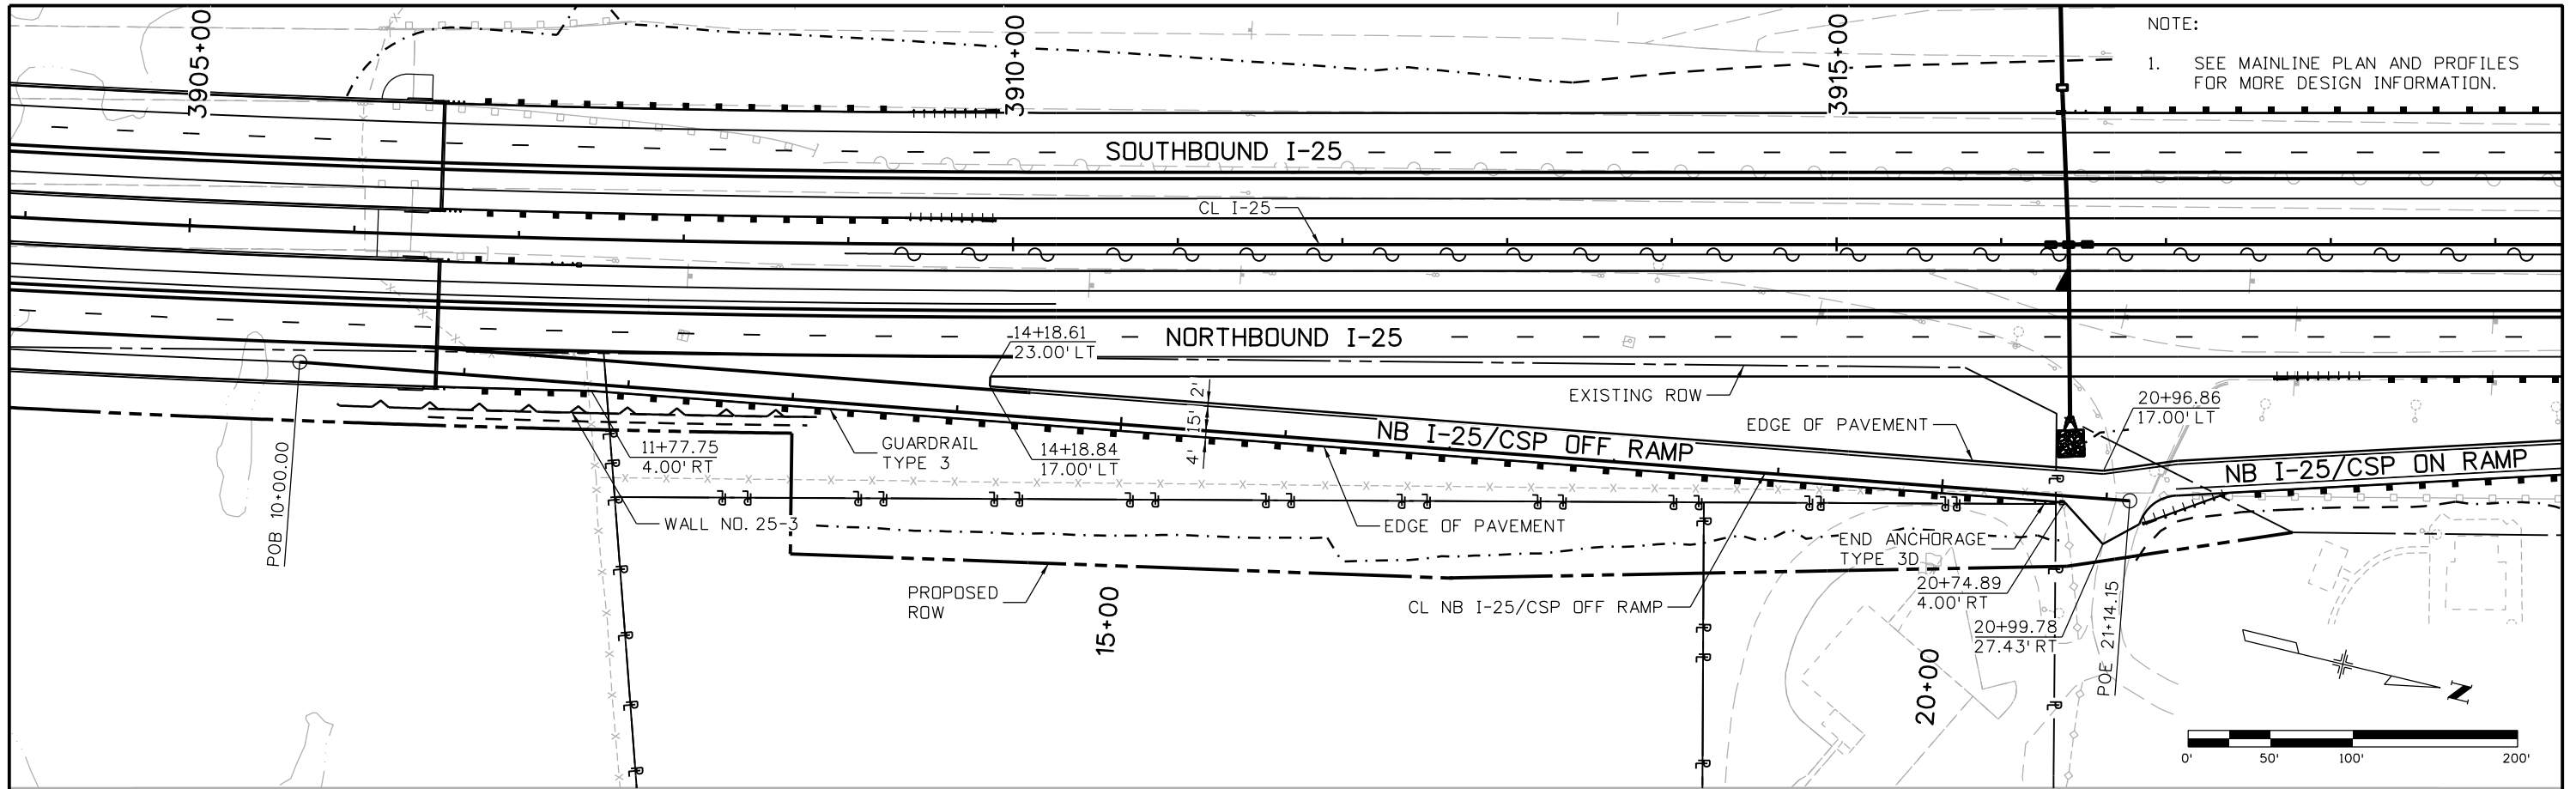 3905+00
3910+00
3915+00
NOTE:
1. SEE MAINLINE PLAN AND PROFILES
FOR MORE DESIGN INFORMATION.
SOUTHBOUND I-25
CL I-25
14+18.61
23.00' LT
NORTHBOUND I-25
EXISTING ROW
2'
15'
4'
EDGE OF PAVEMENT
20+96.86
17.00' LT
11+77.75
4.00' RT
GUARDRAIL
TYPE 3
14+18.84
17.00' LT
NB I-25/CSP OFF RAMP
NB I-25/CSP ON RAMP
POB 10+00.00
WALL NO. 25-3
EDGE OF PAVEMENT
END ANCHORAGE
TYPE 3D
PROPOSED
ROW
15+00
CL NB I-25/CSP OFF RAMP
20+74.89
4.00' RT
20+99.78
27.43' RT
POE 21+14.15
20+00
N
0'
50'
100'
200'